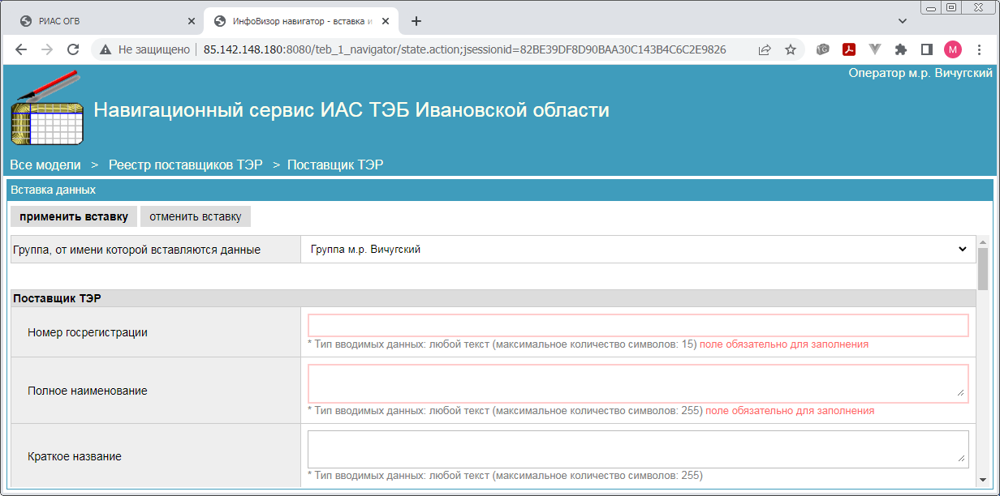 РИАС ОГВ
ИнфоВизор навигатор - вставка и
Не защищено 85.142.148.180:8080/teb_1_navigator/state.action;jsessionid=82BE39DF8D90BAA30C143B4C6C2E9826
M
Оператор м.р. Вичугский
Навигационный сервис ИАС ТЭБ Ивановской области
Все модели > Реестр поставщиков ТЭР > Поставщик ТЭР
Вставка данных
применить вставку отменить вставку
Группа, от имени которой вставляются данные Группа м.р. Вичугский
Поставщик ТЭР
Номер госрегистрации
* Тип вводимых данных: любой текст (максимальное количество символов: 15) поле обязательно для заполнения
Полное наименование
* Тип вводимых данных: любой текст (максимальное количество символов: 255) поле обязательно для заполнения
Краткое название
* Тип вводимых данных: любой текст (максимальное количество символов: 255)